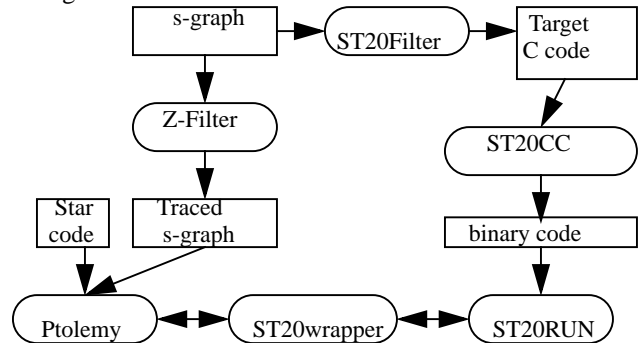 s-graph
ST20Filter
Target
C code
Z-Filter
ST20CC
Star
code
Traced
s-graph
binary code
Ptolemy
ST20wrapper
ST20RUN